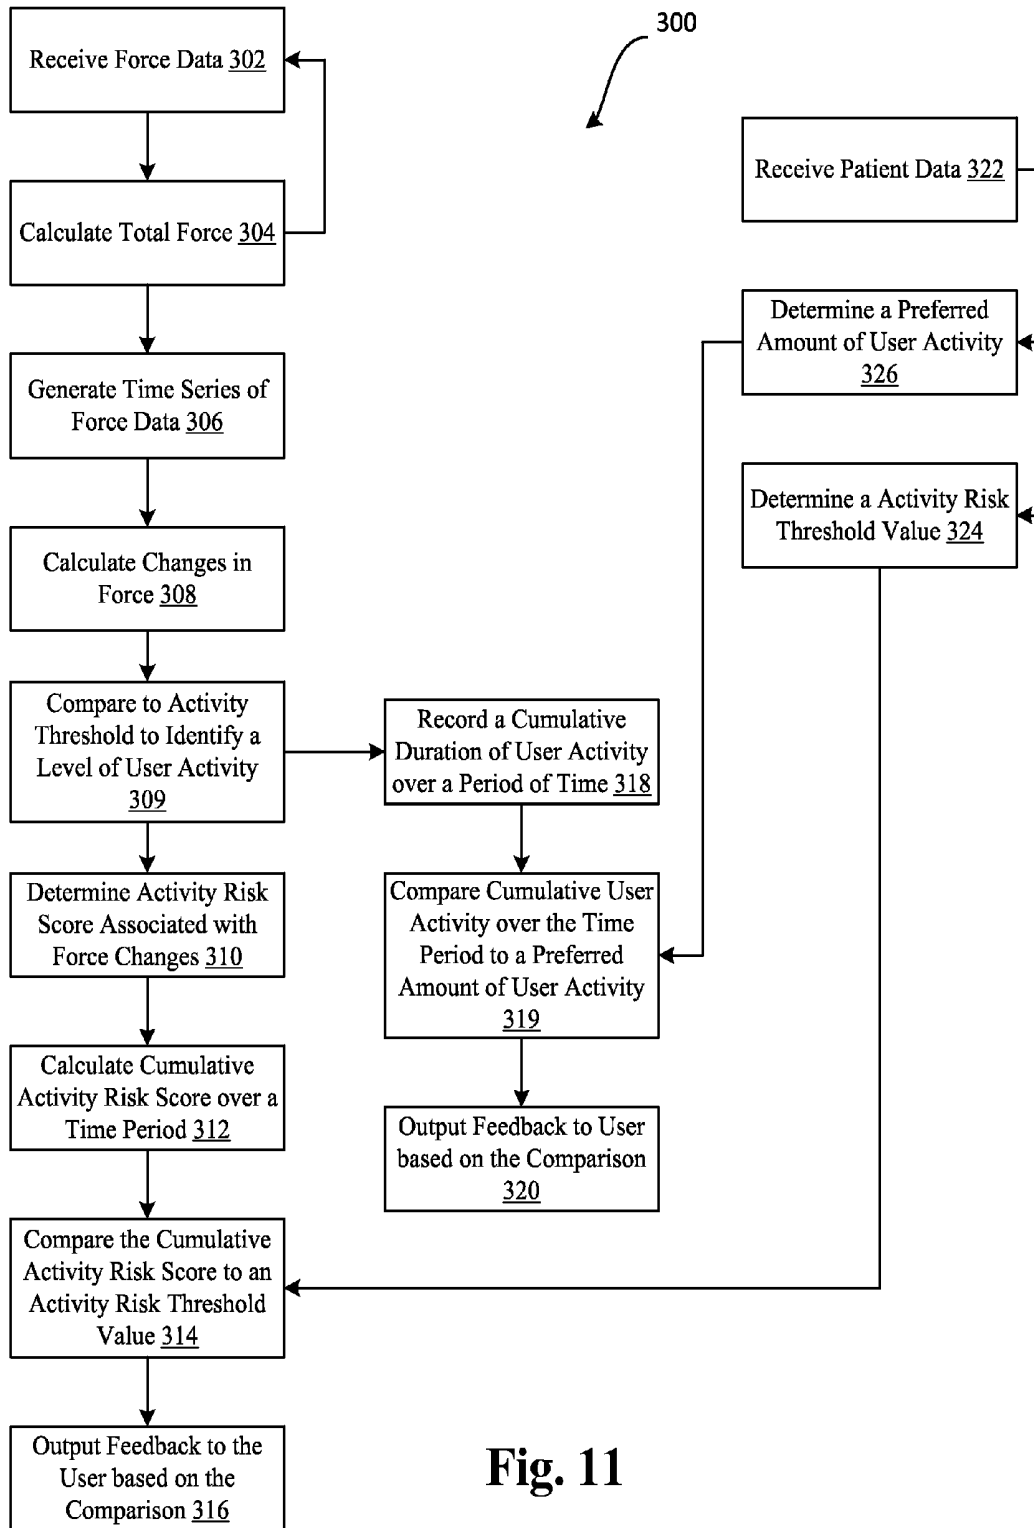 300
Receive Force Data 302
Calculate Total Force 304
Generate Time Series of
Force Data 306
Calculate Changes in
Force 308
Compare to Activity
Threshold to Identify a
Level of User Activity
309
Determine Activity Risk
Score Associated with
Force Changes 310
Calculate Cumulative
Activity Risk Score over a
Time Period 312
Compare the Cumulative
Activity Risk Score to an
Activity Risk Threshold
Value 314
Output Feedback to the
User based on the
Comparison 316
Record a Cumulative
Duration of User Activity
over a Period of Time 318
Compare Cumulative User
Activity over the Time
Period to a Preferred
Amount of User Activity
319
Output Feedback to User
based on the Comparison
320
Receive Patient Data 322
Determine a Preferred
Amount of User Activity
326
Determine a Activity Risk
Threshold Value 324
Fig. 11